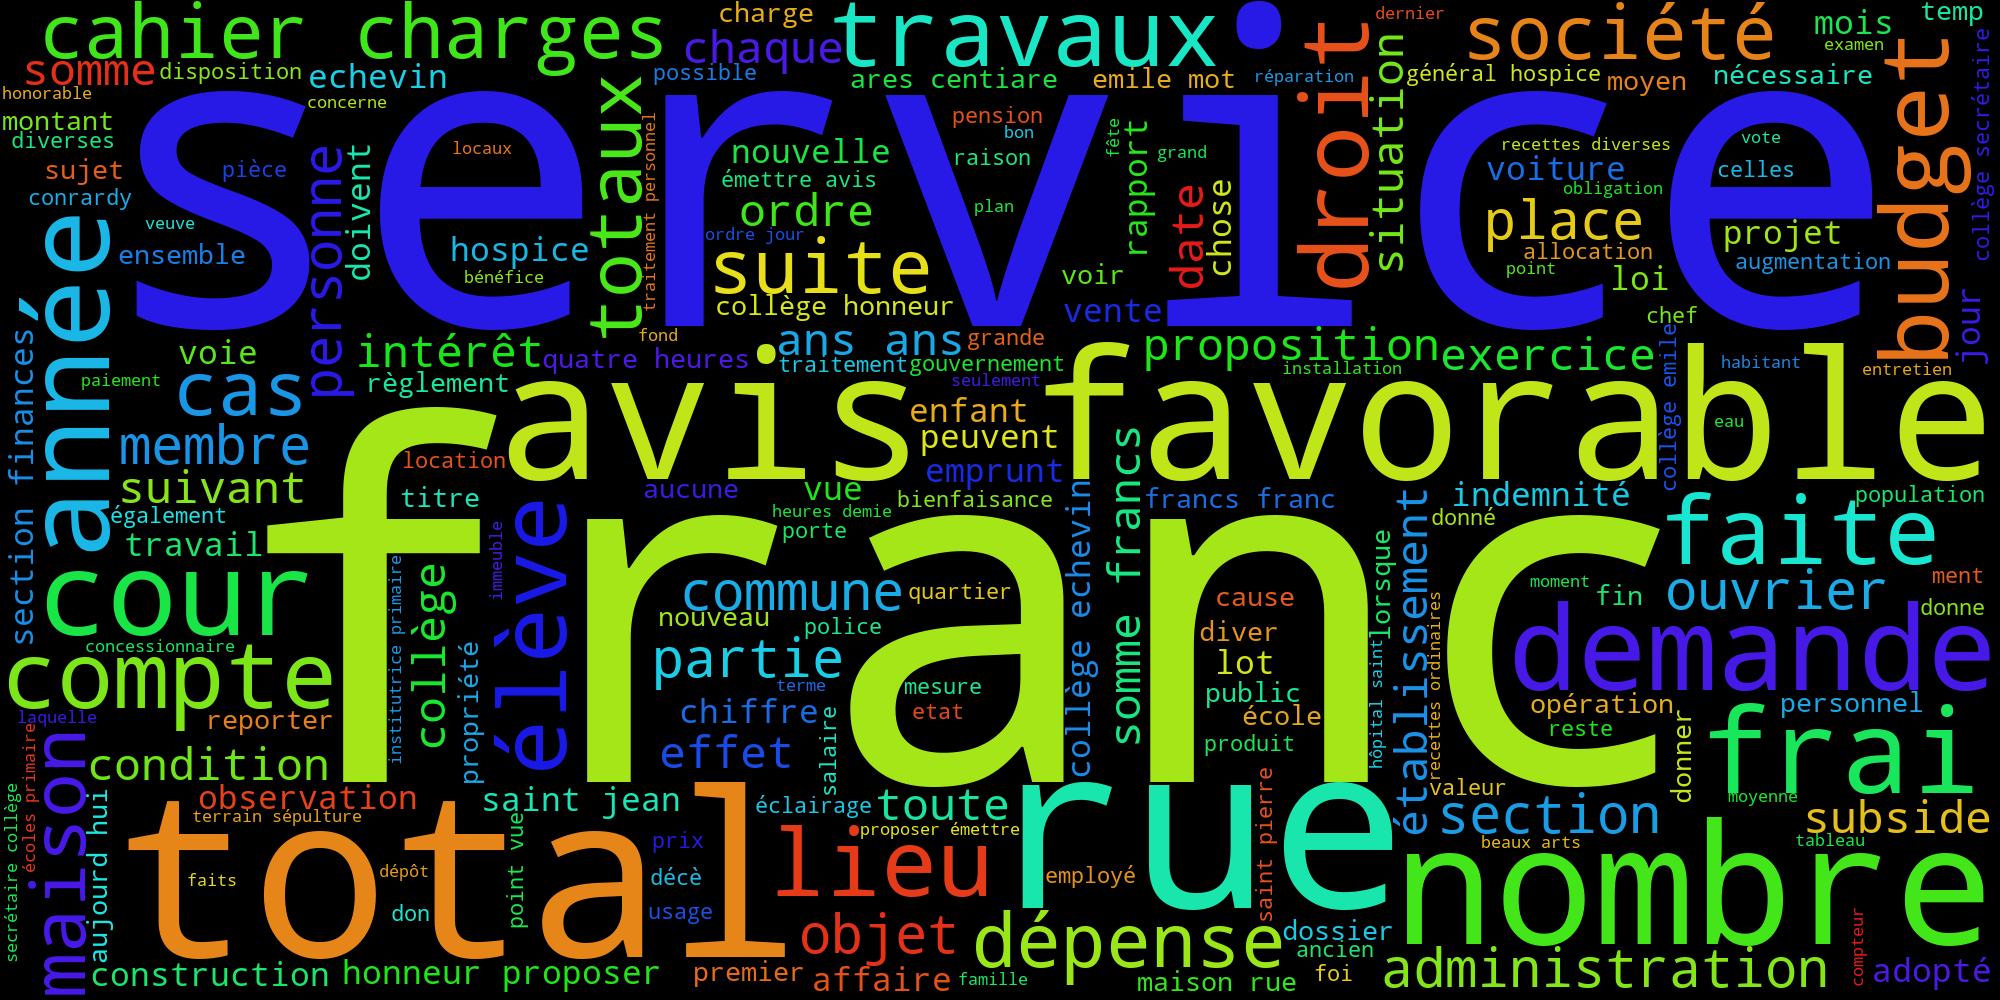 cahier charges
charge
chaque
travaux
dernier
société
mois
temp
examen
somme
disposition
echevin
possible
ares centiare
emile mot
réparation
général hospice
moyen
nécessaire
honorable
concerne
montant
diverses
sujet
conrardy
pièce
locaux
service
totaux
droit
situation
budget
collège secrétaire
pension
bon
nouvelle
raison
émettre avis
ordre
plan
ordre jour
traitement personnel
fête
rapport
grand
date
chose
recettes diverses
vote
voiture
celles
obligation
place
projet
allocation
augmentation
point
loi
chef
jour
année
personne
doivent
veuve
ensemble
hospice
bénéfice
suite
collège honneur
voir
vente
section finances
voie
intérêt
fond
quatre heures
ans ans
grande
traitement
gouvernement
proposition
installation
exercice
habitant
entretien
paiement
cas
règlement
seulement
avis favorable
enfant
peuvent
emprunt
collège emile
eau
membre
location
suivant
titre
aucune
vue
bienfaisance
francs franc
indemnité
population
également
heures demie
porte
donné
travail
franc
faite
cour
institutrice primaire
collège
immeuble
élève
commune
quartier
collège echevin
somme francs
cause
lorsque
établissement
moment
fin
ouvrier
ment
donne
concessionnaire
nouveau
police
diver
recettes ordinaires
demande
compte
propriété
partie
terme
mesure
lot
hôpital saint
public
opération
personnel
laquelle
reporter
chiffre
etat
école
reste
frai
écoles primaire
condition
effet
salaire
produit
donner
valeur
moyenne
maison
secrétaire collège
aujourd hui
observation
terrain sépulture
saint jean
éclairage
toute
rue
saint pierre
section
subside
total
point vue
prix
proposer émettre
lieu
beaux arts
tableau
nombre
faits
dépôt
décè
employé
don
usage
objet
dépense
dossier
ancien
compteur
construction
honneur proposer
premier
affaire
famille
maison rue
foi
administration
adopté